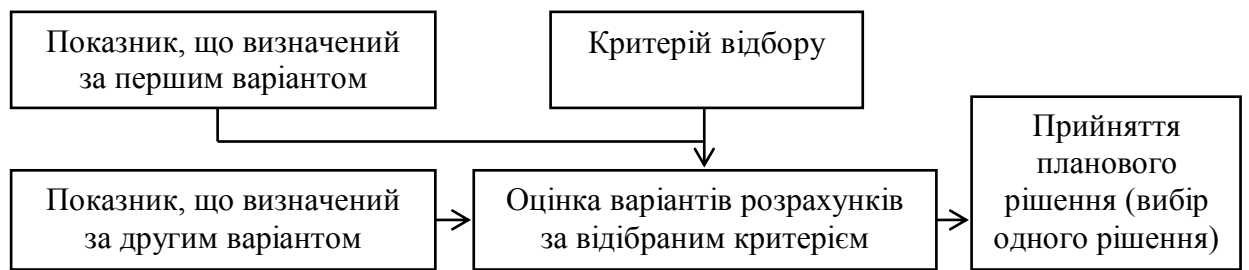 Показник, що визначений
за першим варіантом
Критерій відбору
Показник, що визначений
за другим варіантом
Оцінка варіантів розрахунків
за відібраним критерієм
Прийняття
планового
рішення (вибір
одного рішення)